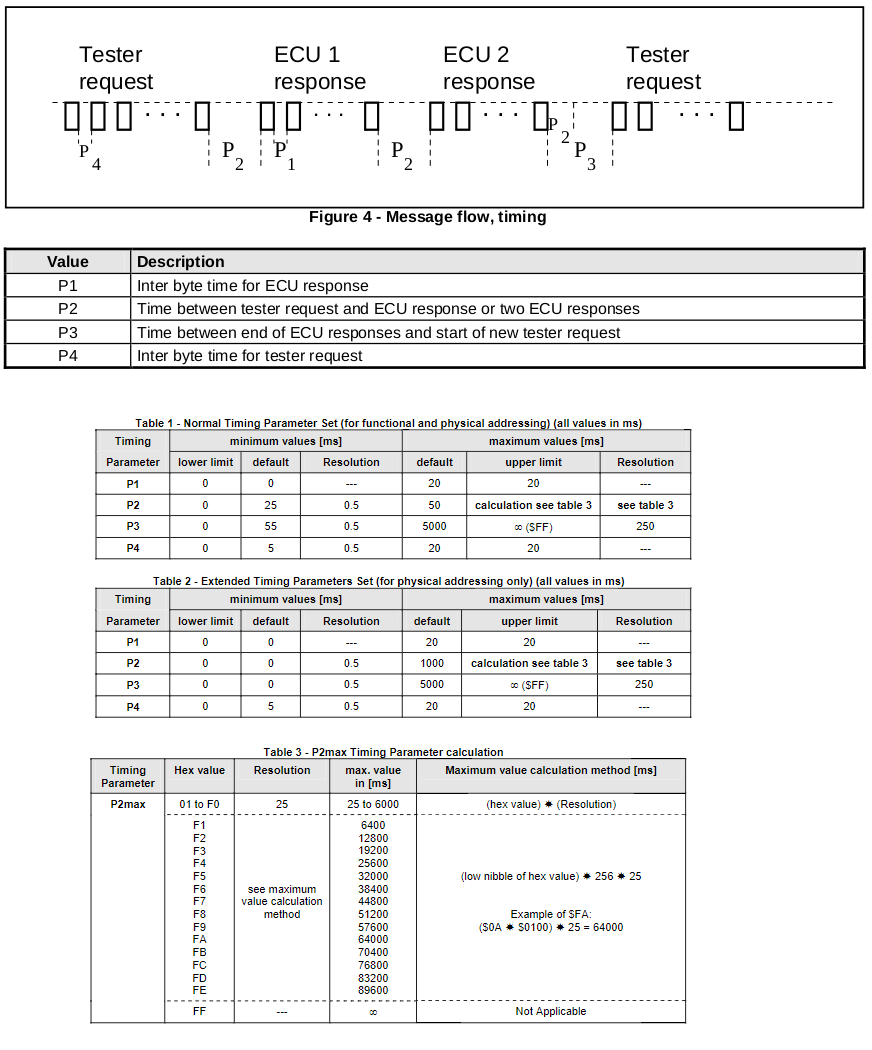 Tester ECU 1 ECU 2 Tester
request response response request
. . . . . . . . . . . .
P4 P2 P1 P2 P2 P3
Figure 4 - Message flow, timing
Value Description
P1 Inter byte time for ECU response
P2 Time between tester request and ECU response or two ECU responses
P3 Time between end of ECU responses and start of new tester request
P4 Inter byte time for tester request
Table 1 - Normal Timing Parameter Set (for functional and physical addressing) (all values in ms)
Timing minimum values [ms] maximum values [ms]
Parameter lower limit default Resolution default upper limit Resolution
P1 0 0 --- 20 20 ---
P2 0 25 0.5 50 calculation see table 3 see table 3
P3 0 55 0.5 5000 ∞ ($FF) 250
P4 0 5 0.5 20 20 ---
Table 2 - Extended Timing Parameters Set (for physical addressing only) (all values in ms)
Timing minimum values [ms] maximum values [ms]
Parameter lower limit default Resolution default upper limit Resolution
P1 0 0 --- 20 20 ---
P2 0 0 0.5 1000 calculation see table 3 see table 3
P3 0 0 0.5 5000 ∞ ($FF) 250
P4 0 5 0.5 20 20 ---
Table 3 - P2max Timing Parameter calculation
Timing Hex value Resolution max. value Maximum value calculation method [ms]
Parameter in [ms]
P2max 01 to F0 25 25 to 6000 (hex value) ✷ (Resolution)
F1 6400
F2 12800
F3 19200
F4 25600
F5 32000 (low nibble of hex value) ✷ 256 ✷ 25
F6 see maximum 38400
F7 value calculation 44800
F8 method 51200 Example of $FA:
F9 57600 ($0A ✷ $0100) ✷ 25 = 64000
FA 64000
FB 70400
FC 76800
FD 83200
FE 89600
FF --- ∞ Not Applicable